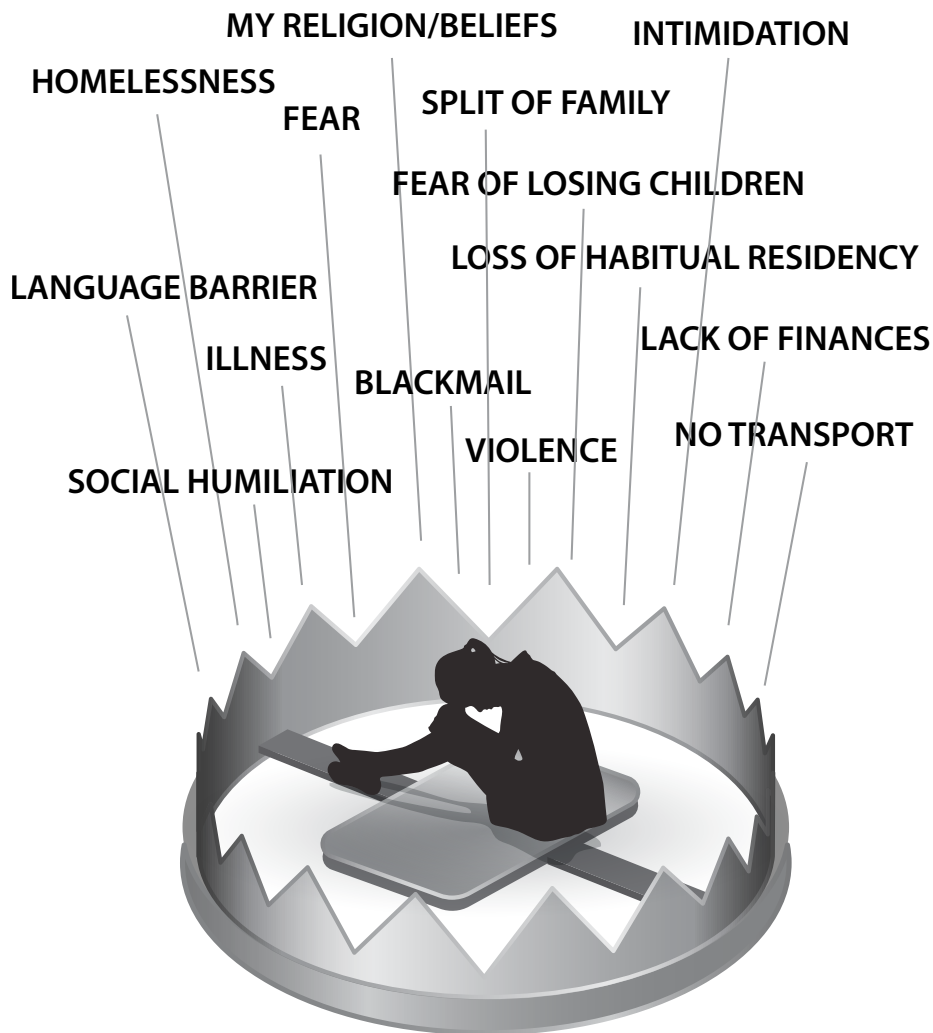 MY RELIGION/BELIEFS
INTIMIDATION
HOMELESSNESS
SPLIT OF FAMILY
FEAR
FEAR OF LOSING CHILDREN
LOSS OF HABITUAL RESIDENCY
LANGUAGE BARRIER
LACK OF FINANCES
ILLNESS
BLACKMAIL
NO TRANSPORT
VIOLENCE
SOCIAL HUMILIATION